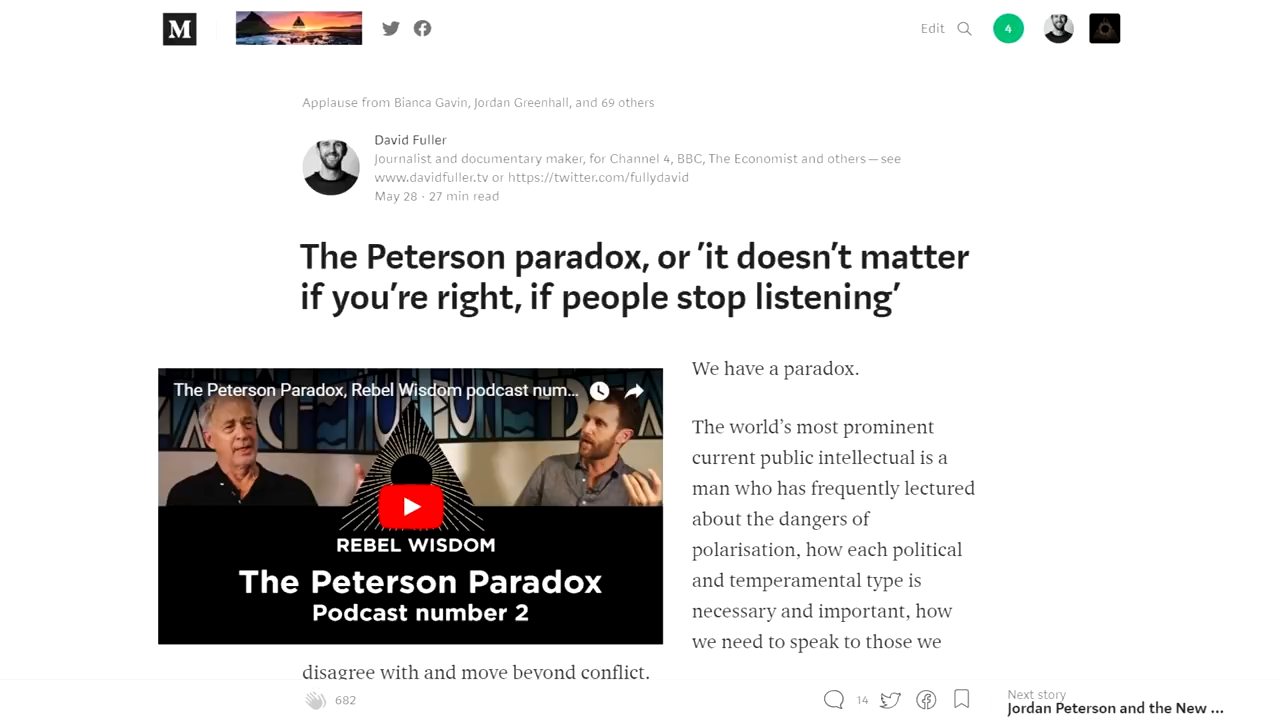 M
Edit
4
Applause from Bianca Gavin, Jordan Greenhall, and 69 others
David Fuller
Journalist and documentary maker, for Channel 4, BBC, The Economist and others — see
www.davidfuller.tv or https://twitter.com/fullydavid
May 28 · 27 min read
The Peterson paradox, or ’it doesn’t matter
if you’re right, if people stop listening’
The Peterson Paradox, Rebel Wisdom podcast num...
REBEL WISDOM
The Peterson Paradox
Podcast number 2
We have a paradox.
The world’s most prominent
current public intellectual is a
man who has frequently lectured
about the dangers of
polarisation, how each political
and temperamental type is
necessary and important, how
we need to speak to those we
disagree with and move beyond conflict.
682
14
Next story
Jordan Peterson and the New ...